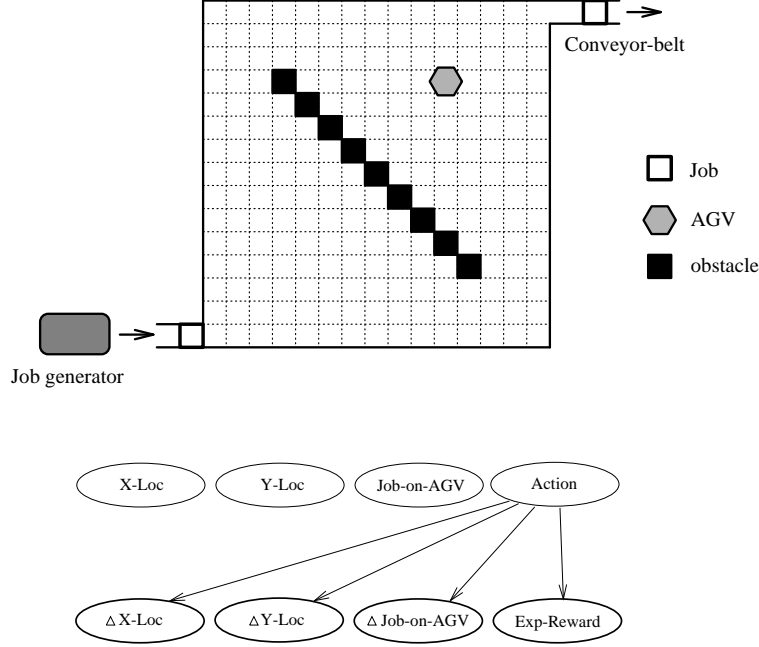 Conveyor-belt
Job
AGV
obstacle
Job generator
X-Loc
Y-Loc
Job-on-AGV
Action
Δ X-Loc
Δ Y-Loc
Δ Job-on-AGV
Exp-Reward